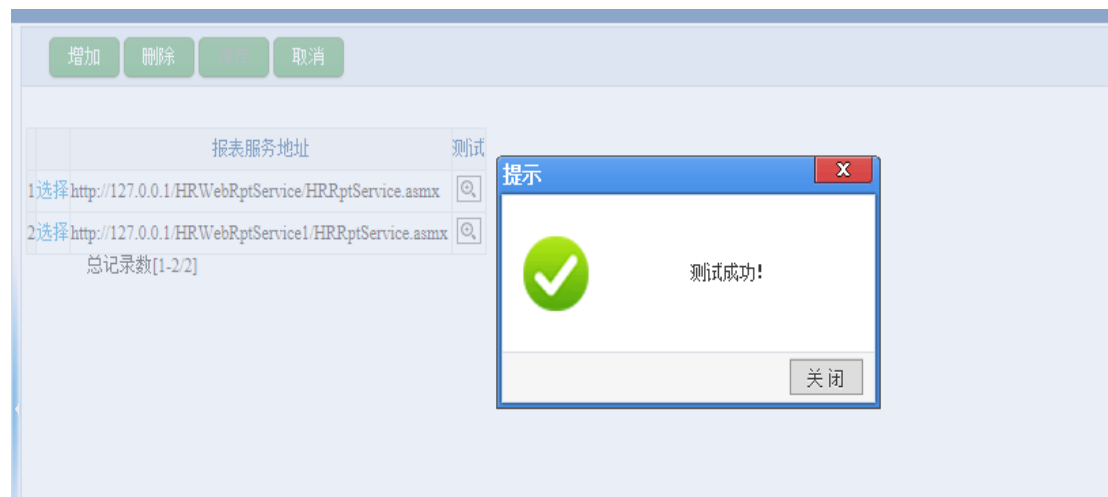 增加 删除 取消
报表服务地址 测试
1 选择 http://127.0.0.1/HRWebRptService/HRRptService.asmx
2 选择 http://127.0.0.1/HRWebRptService1/HRRptService.asmx
总记录数[1-2/2]
提示 X
测试成功!
关闭